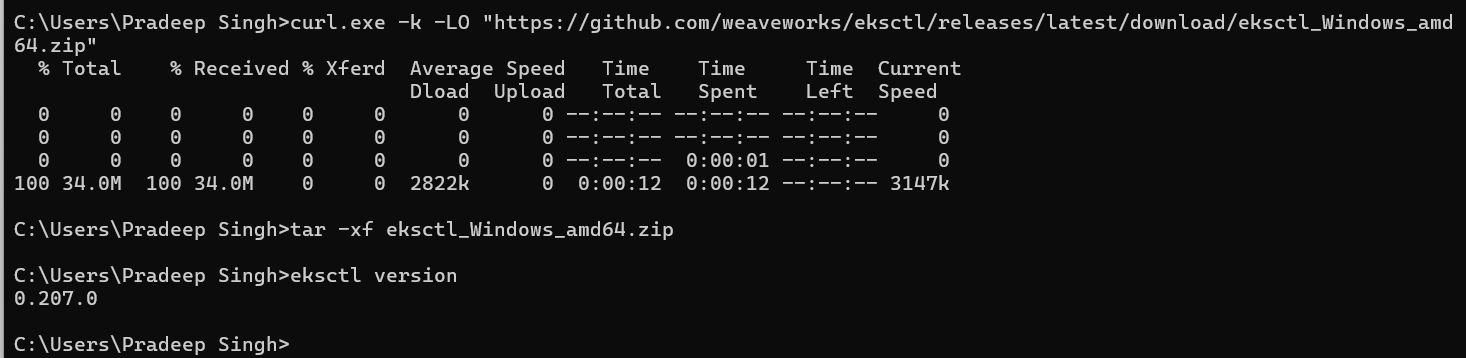 C:\Users\Pradeep Singh>curl.exe -k -LO "https://github.com/weaveworks/eksctl/releases/latest/download/eksctl_Windows_amd
64.zip"
  % Total    % Received % Xferd  Average Speed   Time    Time     Time  Current
                                 Dload  Upload   Total   Spent    Left  Speed
  0     0    0     0    0     0      0      0 --:--:-- --:--:-- --:--:--     0
  0     0    0     0    0     0      0      0 --:--:-- --:--:-- --:--:--     0
  0     0    0     0    0     0      0      0 --:--:--  0:00:01 --:--:--     0
100 34.0M  100 34.0M    0     0  2822k      0  0:00:12  0:00:12 --:--:-- 3147k
C:\Users\Pradeep Singh>tar -xf eksctl_Windows_amd64.zip
C:\Users\Pradeep Singh>eksctl version
0.207.0
C:\Users\Pradeep Singh>